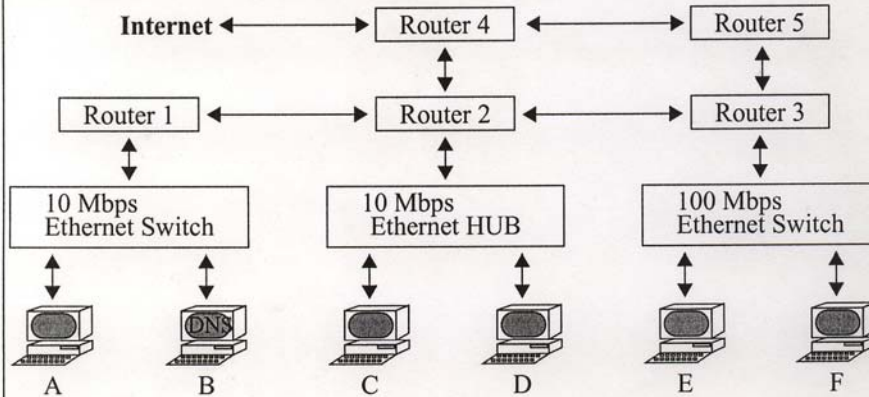 Internet
Router 4
Router 5
Router 1
Router 2
Router 3
10 Mbps
Ethernet Switch
10 Mbps
Ethernet HUB
100 Mbps
Ethernet Switch
DNS
A
B
C
D
E
F